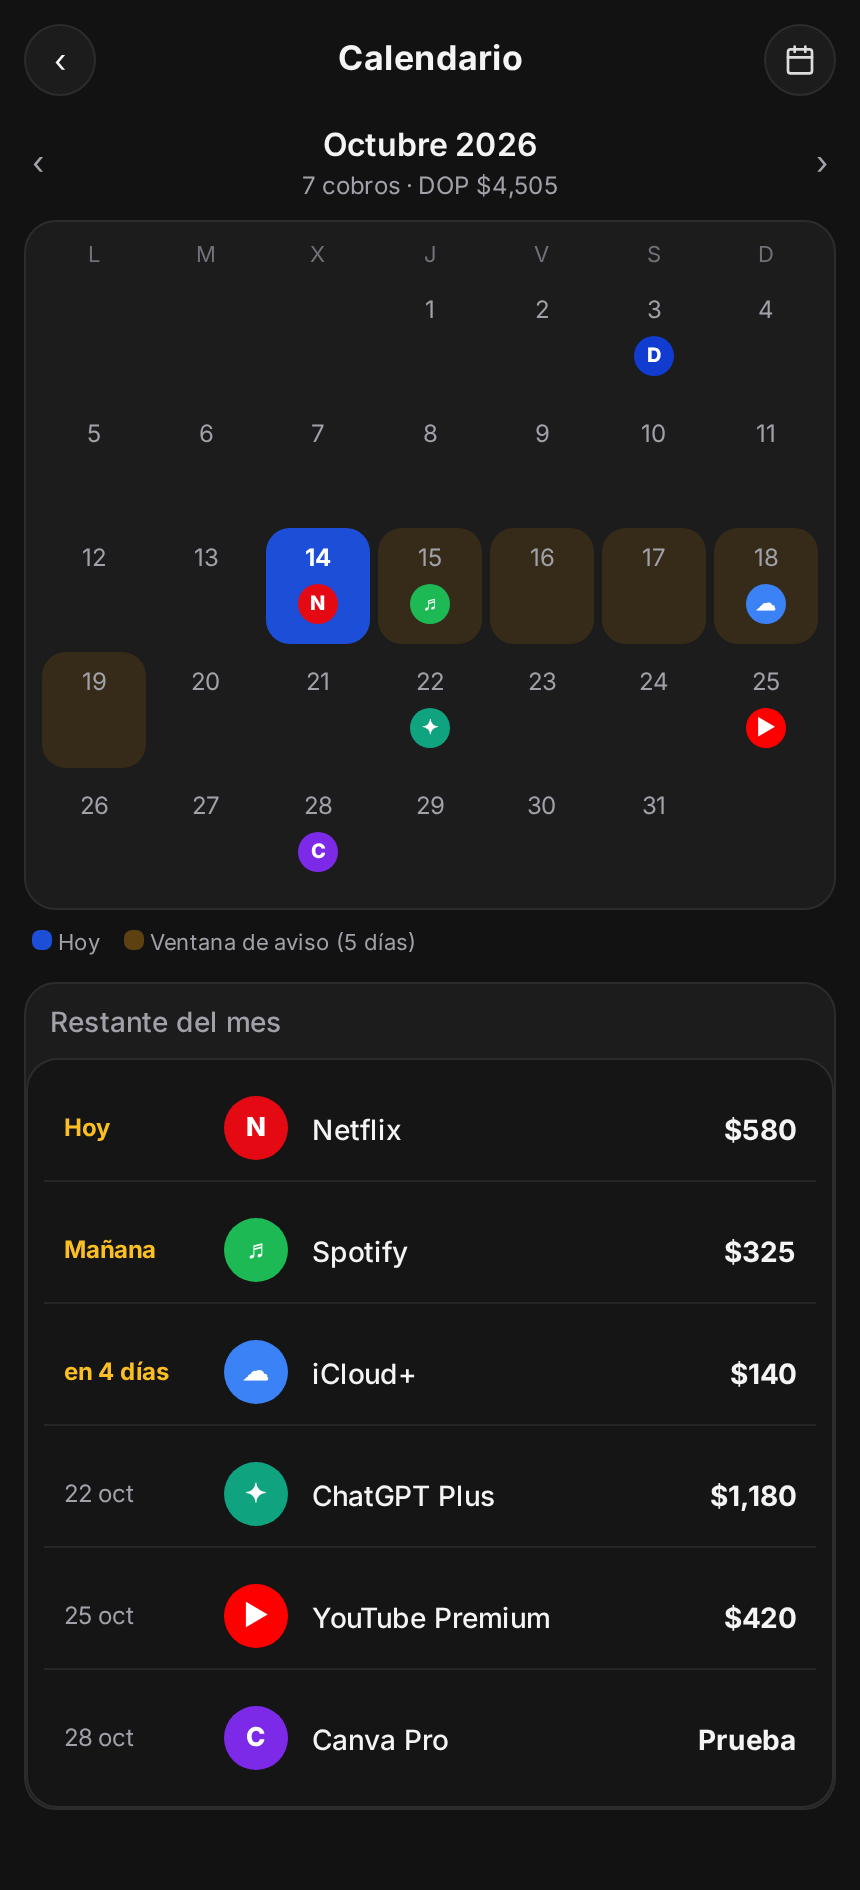 ‹ Calendario
‹ Octubre 2026 ›
7 cobros · DOP $4,505
L M X J V S D
1 2 3 4
D
5 6 7 8 9 10 11
12 13 14 15 16 17 18
N ♬ ☁
19 20 21 22 23 24 25
✦ ▶
26 27 28 29 30 31
C
Hoy Ventana de aviso (5 días)
Restante del mes
Hoy N Netflix $580
Mañana ♬ Spotify $325
en 4 días ☁ iCloud+ $140
22 oct ✦ ChatGPT Plus $1,180
25 oct ▶ YouTube Premium $420
28 oct C Canva Pro Prueba